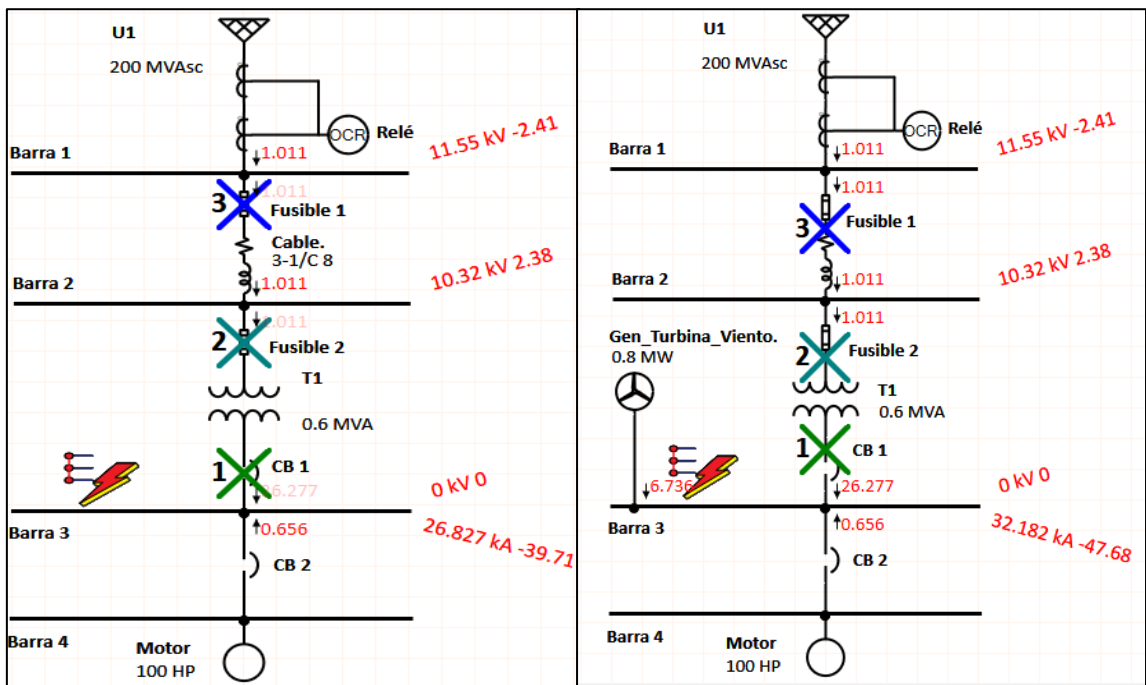 U1
200 MVAsc
OCR
Relé
11.55 kV -2.41
Barra 1
1.011
1.011
3
Fusible 1
Cable.
3-1/C 8
10.32 kV 2.38
Barra 2
1.011
1.011
2
Fusible 2
T1
0.6 MVA
1
CB 1
26.277
0 kV 0
Barra 3
0.656
26.827 kA -39.71
CB 2
Barra 4
Motor
100 HP
U1
200 MVAsc
OCR
Relé
11.55 kV -2.41
Barra 1
1.011
1.011
3
Fusible 1
10.32 kV 2.38
Barra 2
1.011
1.011
Gen_Turbina_Viento.
0.8 MW
2
Fusible 2
T1
0.6 MVA
1
CB 1
6.736
26.277
0 kV 0
Barra 3
0.656
32.182 kA -47.68
CB 2
Barra 4
Motor
100 HP